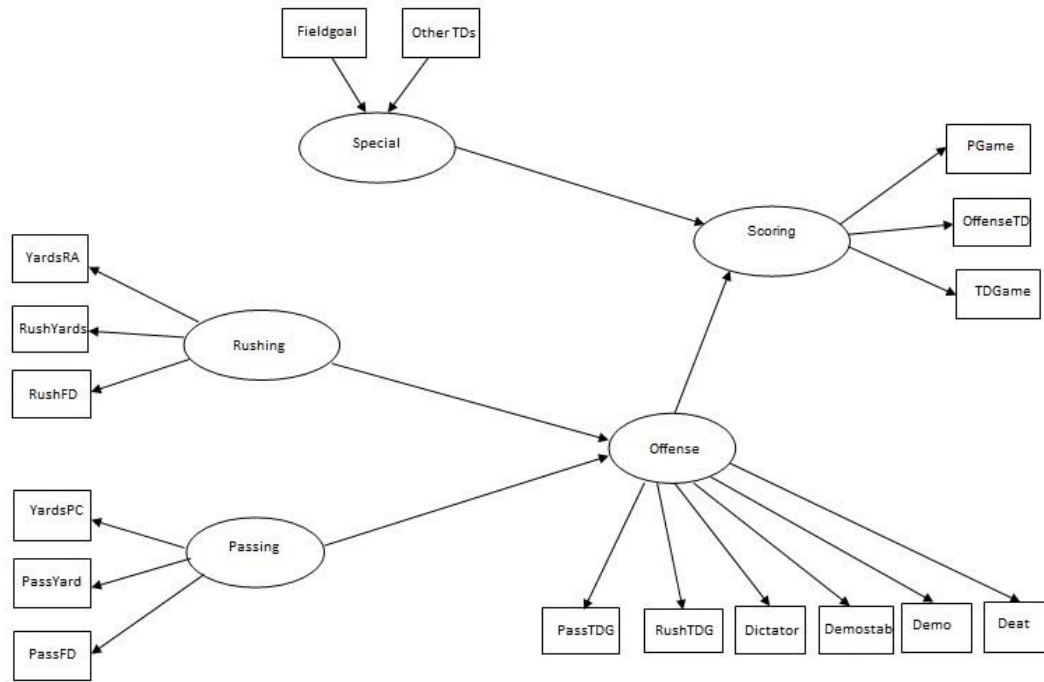 Fieldgoal
Other TDs
Special
PGame
Scoring
OffenseTD
YardsRA
TDGame
RushYards
Rushing
RushFD
Offense
YardsPC
Passing
PassYard
PassTDG
RushTDG
Dictator
Demostab
Demo
Deat
PassFD